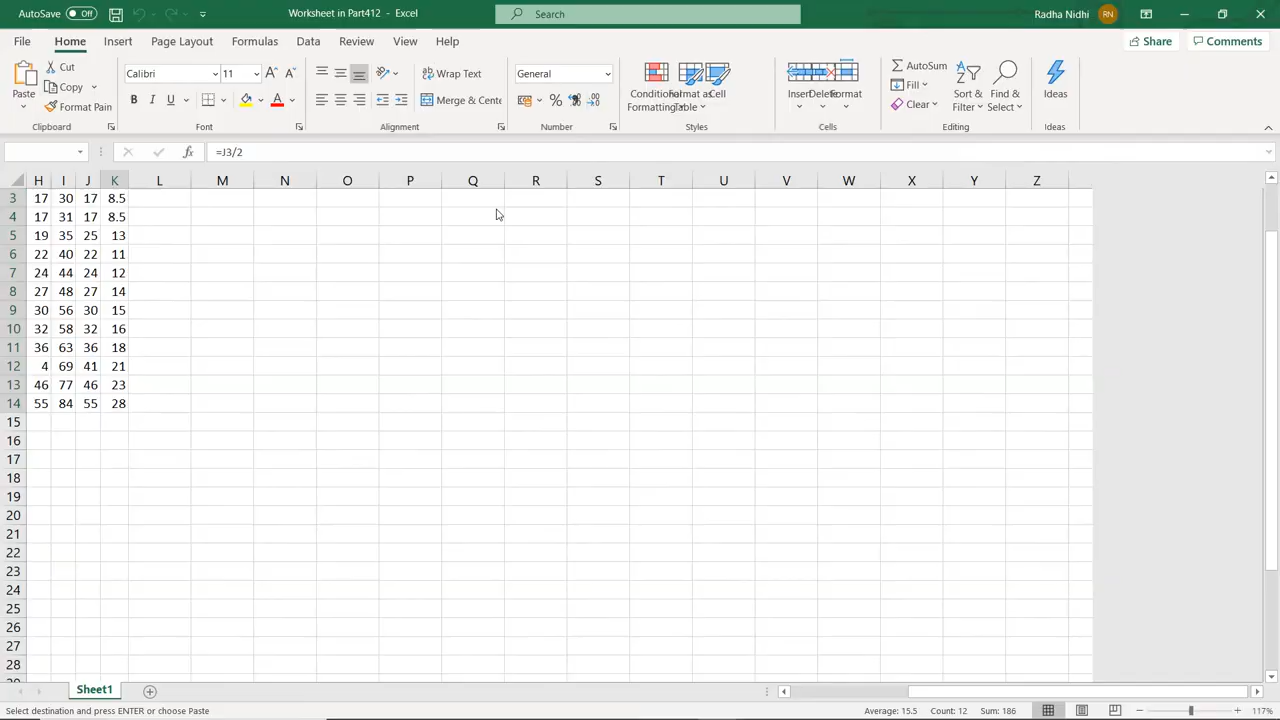 AutoSave Off Worksheet in Part412 - Excel Search Radha Nidhi RN
File Home Insert Page Layout Formulas Data Review View Help Share Comments
Cut Calibri 11 Wrap Text General AutoSum
Paste Copy Conditional Format as Cell Insert Delete Format Fill Sort & Find & Ideas
Format Pain B I U Merge & Cente Formatting Table Clear Filter Select
Clipboard Font Alignment Number Styles Cells Editing Ideas
fx =J3/2
H I J K L M N O P Q R S T U V W X Y Z
3 17 30 17 8.5
4 17 31 17 8.5
5 19 35 25 13
6 22 40 22 11
7 24 44 24 12
8 27 48 27 14
9 30 56 30 15
10 32 58 32 16
11 36 63 36 18
12 4 69 41 21
13 46 77 46 23
14 55 84 55 28
15
16
17
18
19
20
21
22
23
24
25
26
27
28
Sheet1
Select destination and press ENTER or choose Paste Average: 15.5 Count: 12 Sum: 186 117%